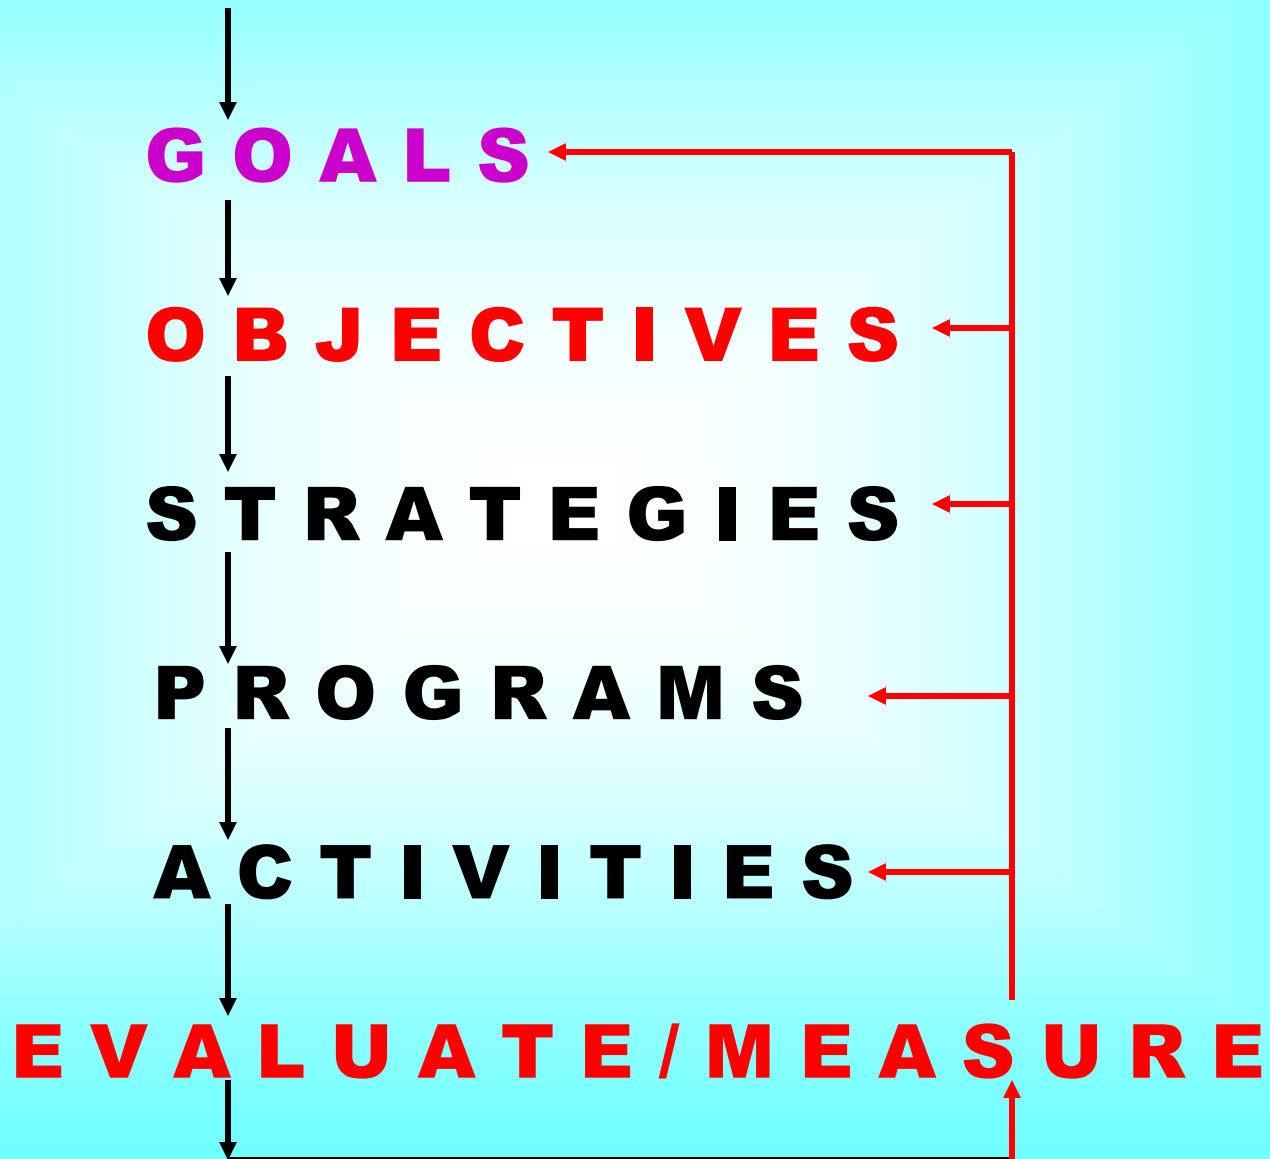 GOALS
OBJECTIVES
STRATEGIES
PROGRAMS
ACTIVITIES
EVALUATE/MEASURE